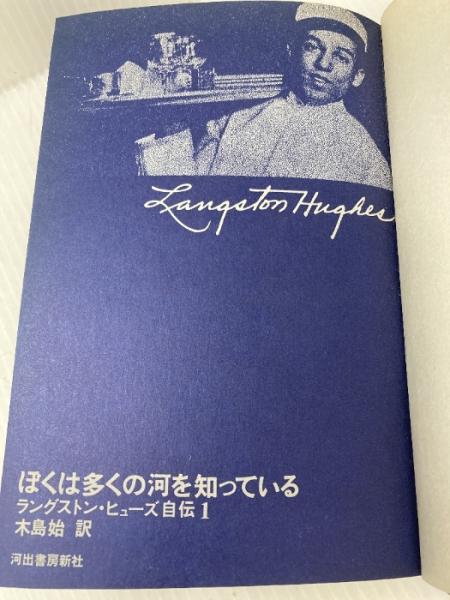 Langston Hughes
ぼくは多くの河を知っている
ラングストン・ヒューズ自伝1
木島始 訳
河出書房新社